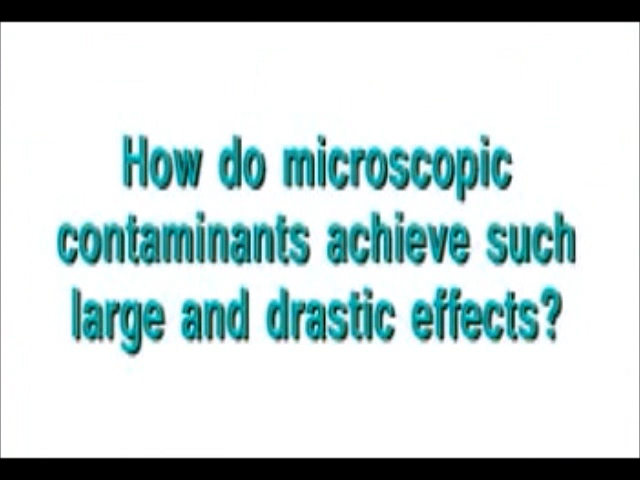 How do microscopic
contaminants achieve such
large and drastic effects?